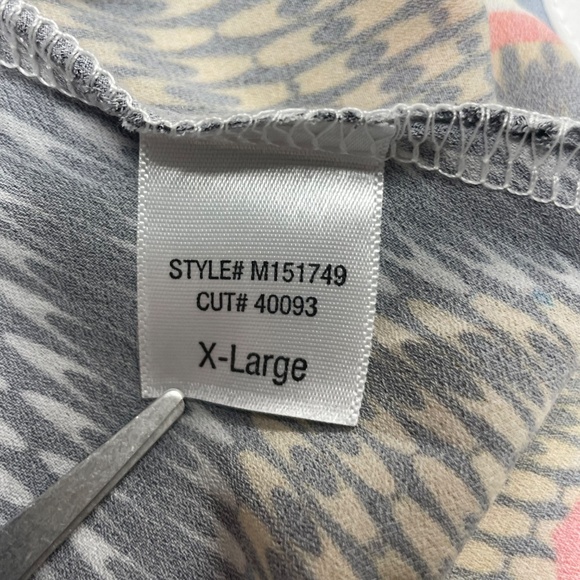 STYLE# M151749
CUT# 40093
X-Large